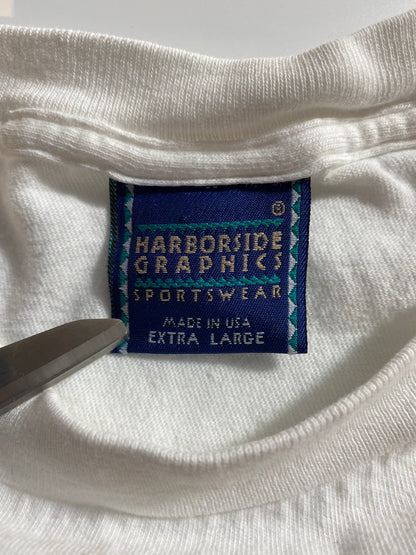 ®
HARBORSIDE
GRAPHICS
SPORTSWEAR
MADE IN USA
EXTRA LARGE